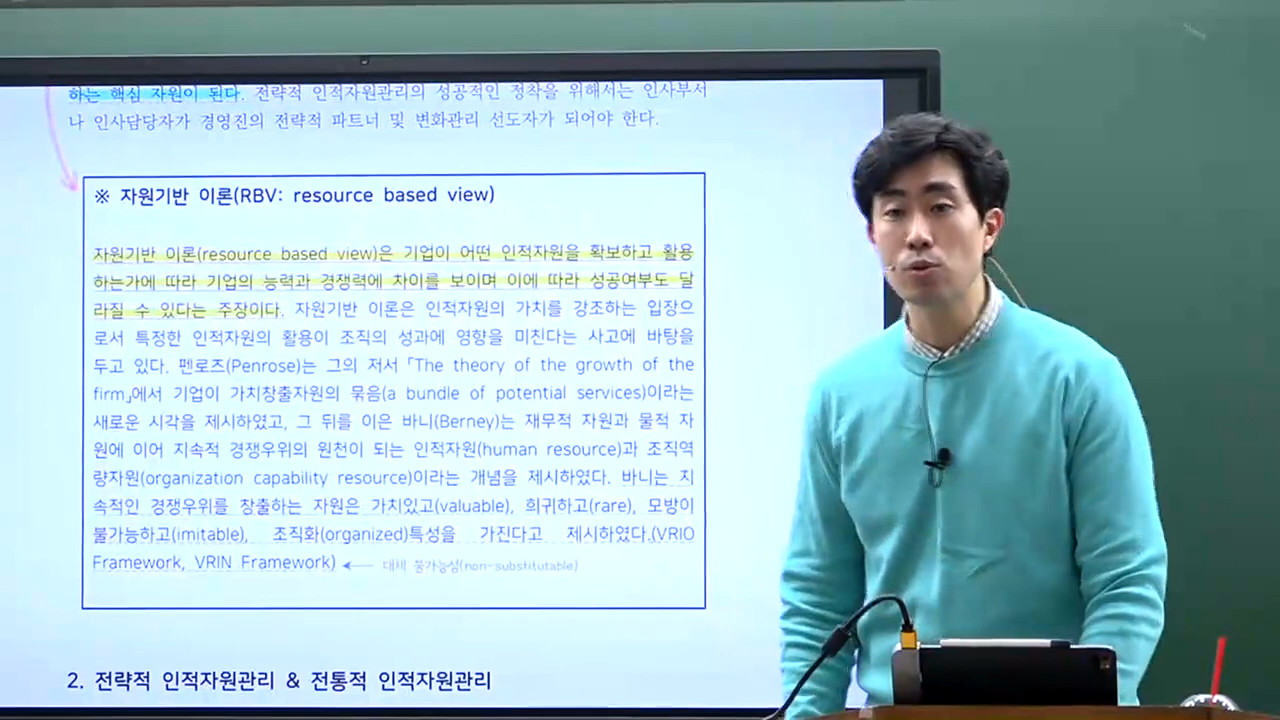 하는 핵심 자원이 된다. 전략적 인적자원관리의 성공적인 정착을 위해서는 인사부서
나 인사담당자가 경영진의 전략적 파트너 및 변화관리 선도자가 되어야 한다.
※ 자원기반 이론(RBV: resource based view)
자원기반 이론(resource based view)은 기업이 어떤 인적자원을 확보하고 활용
하는가에 따라 기업의 능력과 경쟁력에 차이를 보이며 이에 따라 성공여부도 달
라질 수 있다는 주장이다. 자원기반 이론은 인적자원의 가치를 강조하는 입장으
로서 특정한 인적자원의 활용이 조직의 성과에 영향을 미친다는 사고에 바탕을
두고 있다. 펜로즈(Penrose)는 그의 저서 「The theory of the growth of the
firm」에서 기업이 가치창출자원의 묶음(a bundle of potential services)이라는
새로운 시각을 제시하였고, 그 뒤를 이은 바니(Berney)는 재무적 자원과 물적 자
원에 이어 지속적 경쟁우위의 원천이 되는 인적자원(human resource)과 조직역
량자원(organization capability resource)이라는 개념을 제시하였다. 바니는 지
속적인 경쟁우위를 창출하는 자원은 가치있고(valuable), 희귀하고(rare), 모방이
불가능하고(imitable), 조직화(organized)특성을 가진다고 제시하였다.(VRIO
Framework, VRIN Framework) ← 대체 불가능성(non-substitutable)
2. 전략적 인적자원관리 & 전통적 인적자원관리